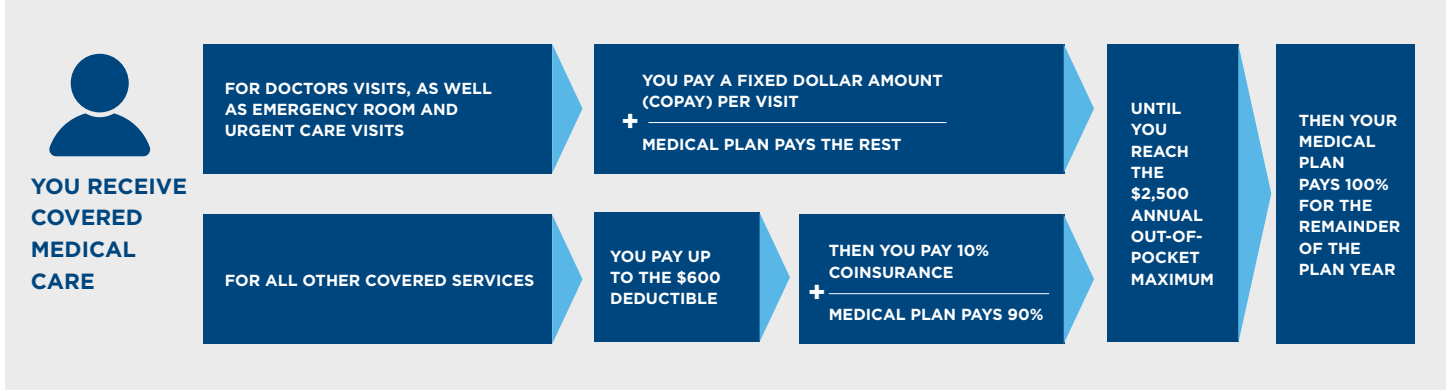 YOU RECEIVE
COVERED
MEDICAL
CARE
FOR DOCTORS VISITS, AS WELL
AS EMERGENCY ROOM AND
URGENT CARE VISITS
YOU PAY A FIXED DOLLAR AMOUNT
(COPAY) PER VISIT
+
MEDICAL PLAN PAYS THE REST
FOR ALL OTHER COVERED SERVICES
YOU PAY UP
TO THE $600
DEDUCTIBLE
THEN YOU PAY 10%
COINSURANCE
+
MEDICAL PLAN PAYS 90%
UNTIL
YOU
REACH
THE
$2,500
ANNUAL
OUT-OF-
POCKET
MAXIMUM
THEN YOUR
MEDICAL
PLAN
PAYS 100%
FOR THE
REMAINDER
OF THE
PLAN YEAR